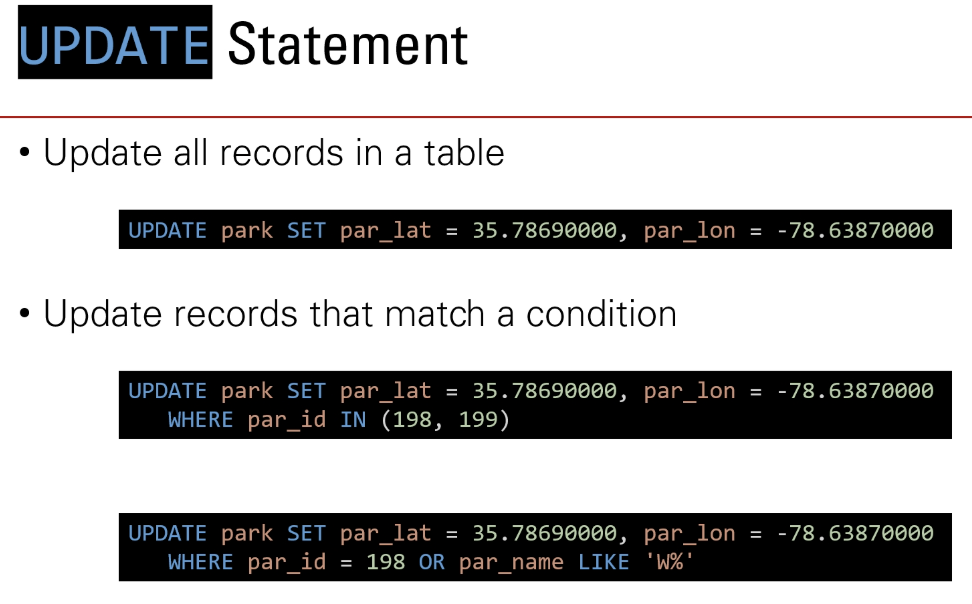 UPDATE Statement
• Update all records in a table
UPDATE park SET par_lat = 35.78690000, par_lon = -78.63870000
• Update records that match a condition
UPDATE park SET par_lat = 35.78690000, par_lon = -78.63870000
WHERE par_id IN (198, 199)
UPDATE park SET par_lat = 35.78690000, par_lon = -78.63870000
WHERE par_id = 198 OR par_name LIKE 'W%'